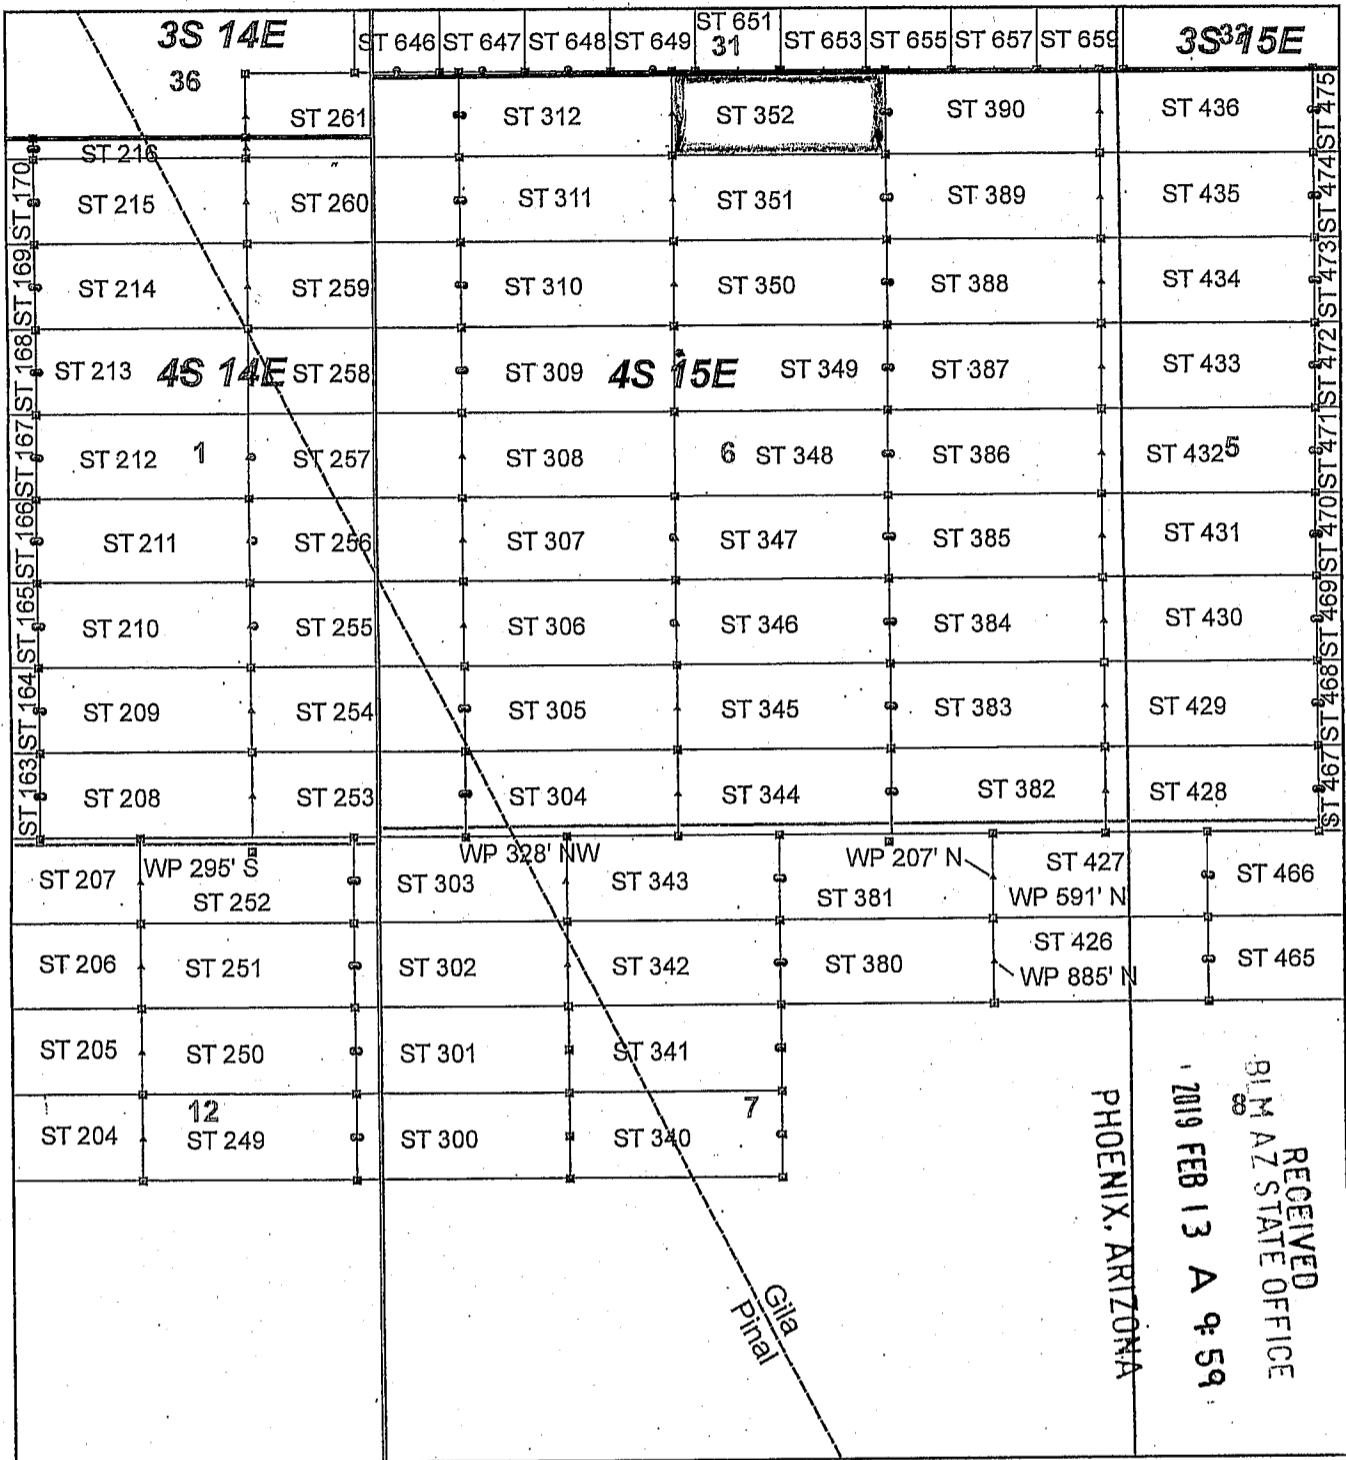 3S 14E
36
ST 646 ST 647 ST 648 ST 649 ST 651 ST 653 ST 655 ST 657 ST 659
31
3S 15E
32
ST 261 ST 312 ST 352 ST 390 ST 436 ST 475
ST 216
ST 170 ST 215 ST 260 ST 311 ST 351 ST 389 ST 435 ST 474
ST 169 ST 214 ST 259 ST 310 ST 350 ST 388 ST 434 ST 473
ST 168 ST 213 4S 14E ST 258 ST 309 4S 15E ST 349 ST 387 ST 433 ST 472
ST 167 ST 212 1 ST 257 ST 308 6 ST 348 ST 386 ST 432 5 ST 471
ST 166 ST 211 ST 256 ST 307 ST 347 ST 385 ST 431 ST 470
ST 165 ST 210 ST 255 ST 306 ST 346 ST 384 ST 430 ST 469
ST 164 ST 209 ST 254 ST 305 ST 345 ST 383 ST 429 ST 468
ST 163 ST 208 ST 253 ST 304 ST 344 ST 382 ST 428 ST 467
ST 207 WP 295' S ST 252 WP 328' NW ST 303 ST 343 WP 207' N ST 381 ST 427 WP 591' N ST 466
ST 206 ST 251 ST 302 ST 342 ST 380 ST 426 WP 885' N ST 465
ST 205 ST 250 ST 301 ST 341
ST 204 12 ST 249 ST 300 ST 340 7
8
Gila
Pinal
RECEIVED
BLM AZ STATE OFFICE
2019 FEB 13 A 9:59
PHOENIX, ARIZONA